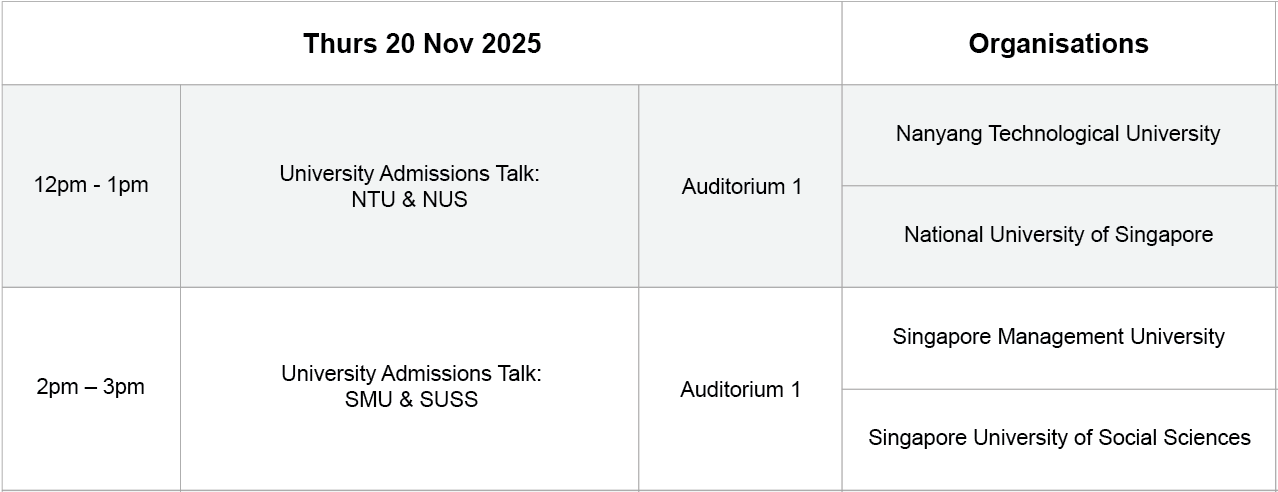 Thurs 20 Nov 2025
Organisations
12pm - 1pm
University Admissions Talk:
NTU & NUS
Auditorium 1
Nanyang Technological University
National University of Singapore
2pm – 3pm
University Admissions Talk:
SMU & SUSS
Auditorium 1
Singapore Management University
Singapore University of Social Sciences